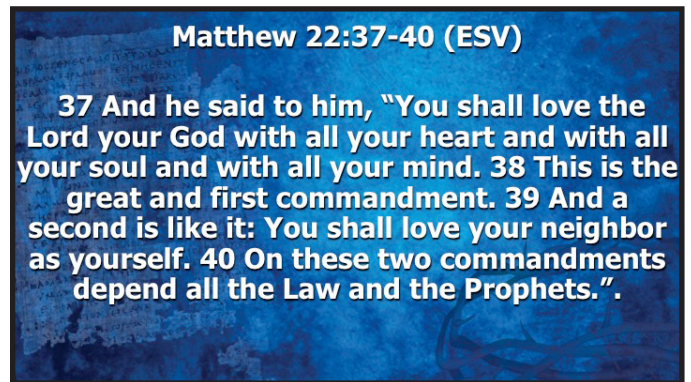 Matthew 22:37-40 (ESV)
37 And he said to him, “You shall love the
Lord your God with all your heart and with all
your soul and with all your mind. 38 This is the
great and first commandment. 39 And a
second is like it: You shall love your neighbor
as yourself. 40 On these two commandments
depend all the Law and the Prophets.”.